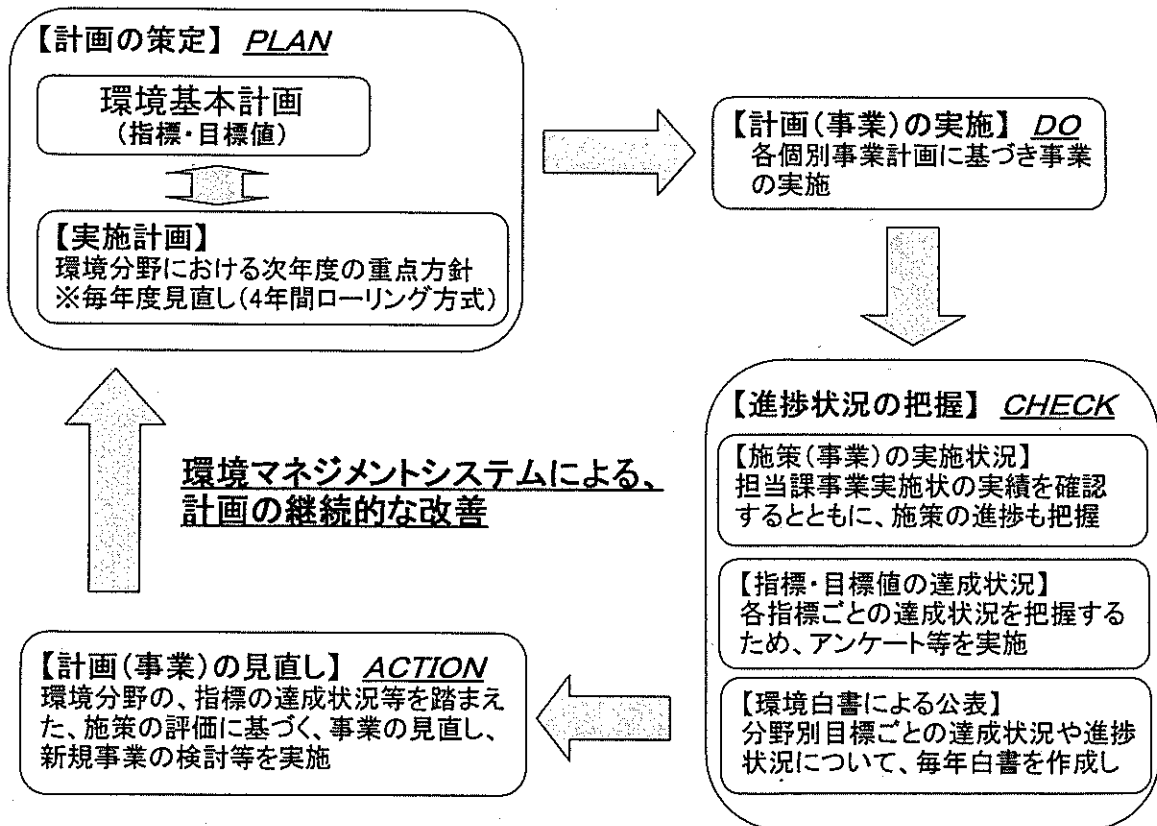 【計画の策定】 PLAN
環境基本計画
(指標・目標値)
【実施計画】
環境分野における次年度の重点方針
※毎年度見直し(4年間ローリング方式)
【計画(事業)の実施】 DO
各個別事業計画に基づき事業
の実施
【進捗状況の把握】 CHECK
【施策(事業)の実施状況】
担当課事業実施状の実績を確認
するとともに、施策の進捗も把握
【指標・目標値の達成状況】
各指標ごとの達成状況を把握する
ため、アンケート等を実施
【環境白書による公表】
分野別目標ごとの達成状況や進捗
状況について、毎年白書を作成し
【計画(事業)の見直し】 ACTION
環境分野の、指標の達成状況等を踏まえ
た、施策の評価に基づく、事業の見直し、
新規事業の検討等を実施
環境マネジメントシステムによる、
計画の継続的な改善